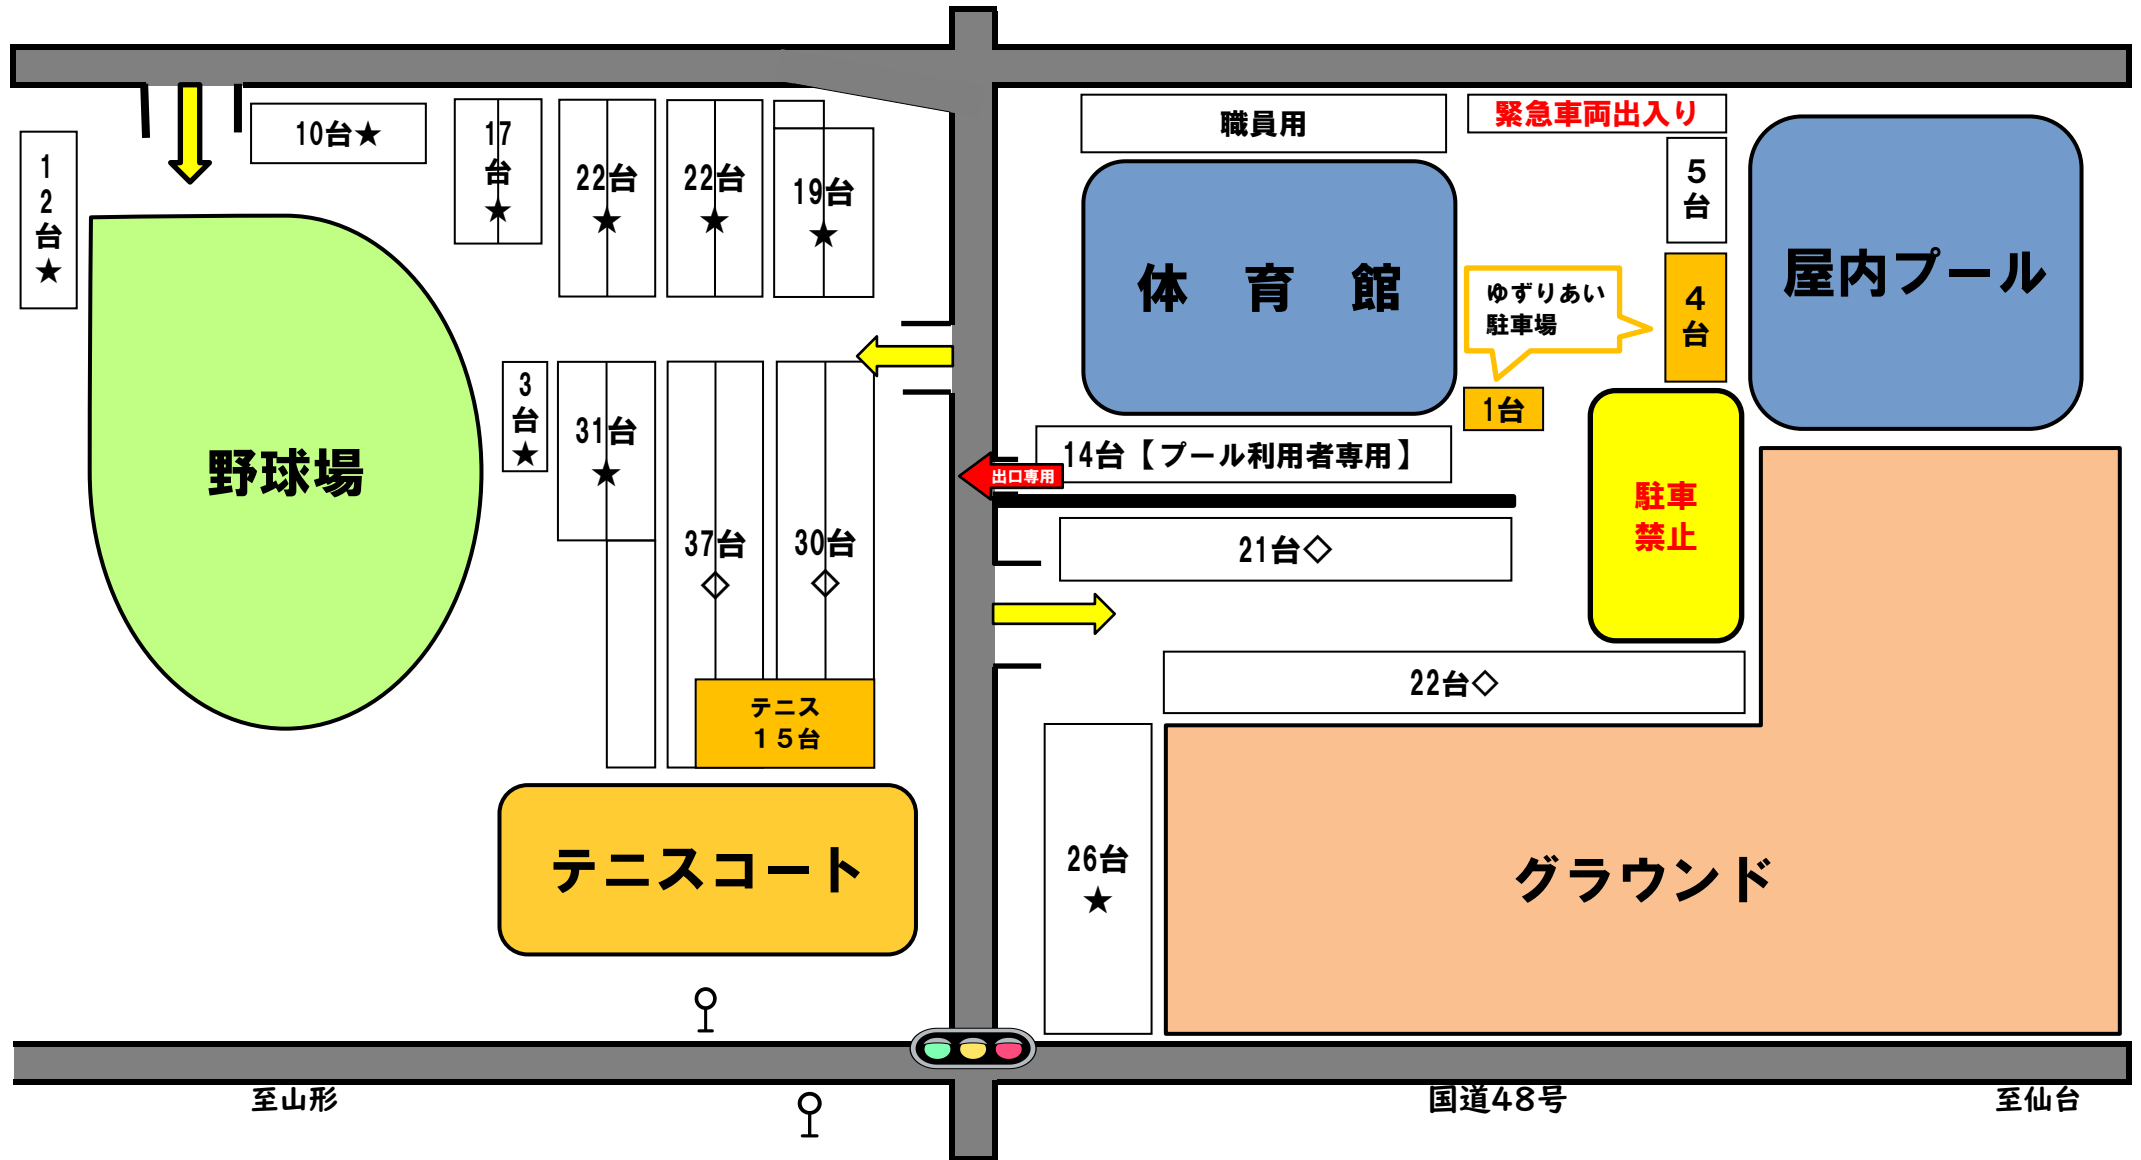 10台★
17
台
★
22台
★
22台
★
19台
★
1
2
台
★
職員用
緊急車両出入り
5
台
体　育　館
屋内プール
ゆずりあい
駐車場
4
台
1台
3
台
★
31台
★
野球場
14台【プール利用者専用】
出口専用
駐車
禁止
37台
◇
30台
◇
21台◇
22台◇
テニス
１５台
テニスコート
26台
★
グラウンド
至山形
国道48号
至仙台